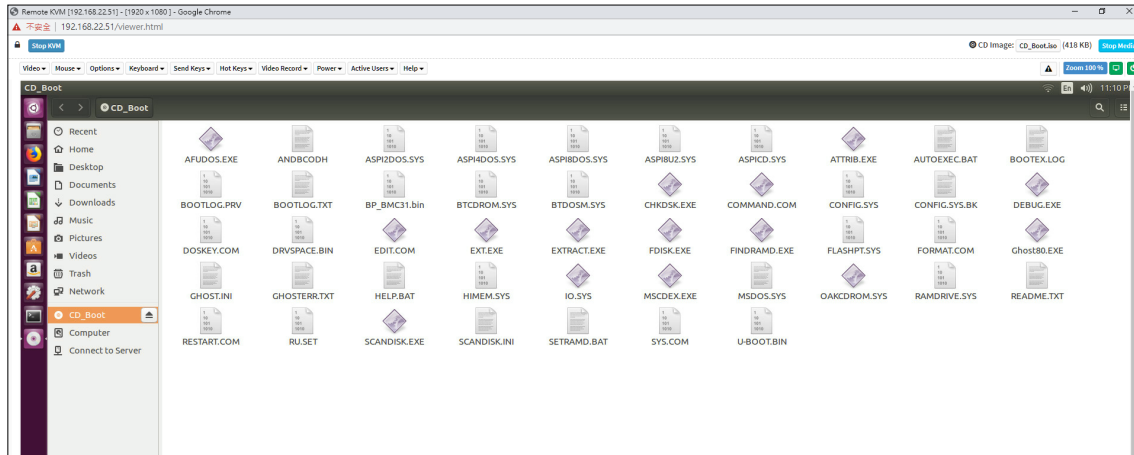 Remote KVM [192.168.22.51] - [1920 x 1080 ] - Google Chrome
不安全 | 192.168.22.51/viewer.html
Stop KVM CD Image: CD_Boot.iso (418 KB) Stop Media
Video Mouse Options Keyboard Send Keys Hot Keys Video Record Power Active Users Help Zoom 100 %
CD_Boot En 11:10 P
CD_Boot
Recent
Home
Desktop
Documents
Downloads
Music
Pictures
Videos
Trash
Network
CD_Boot
Computer
Connect to Server
AFUDOS.EXE ANDBCODH ASPI2DOS.SYS ASPI4DOS.SYS ASPI8DOS.SYS ASPI8U2.SYS ASPICD.SYS ATTRIB.EXE AUTOEXEC.BAT BOOTEX.LOG
BOOTLOG.PRV BOOTLOG.TXT BP_BMC31.bin BTCDROM.SYS BTDOSM.SYS CHKDSK.EXE COMMAND.COM CONFIG.SYS CONFIG.SYS.BK DEBUG.EXE
DOSKEY.COM DRVSPACE.BIN EDIT.COM EXT.EXE EXTRACT.EXE FDISK.EXE FINDRAMD.EXE FLASHPT.SYS FORMAT.COM Ghost80.EXE
GHOST.INI GHOSTERR.TXT HELP.BAT HIMEM.SYS IO.SYS MSCDEX.EXE MSDOS.SYS OAKCDROM.SYS RAMDRIVE.SYS README.TXT
RESTART.COM RU.SET SCANDISK.EXE SCANDISK.INI SETRAMD.BAT SYS.COM U-BOOT.BIN